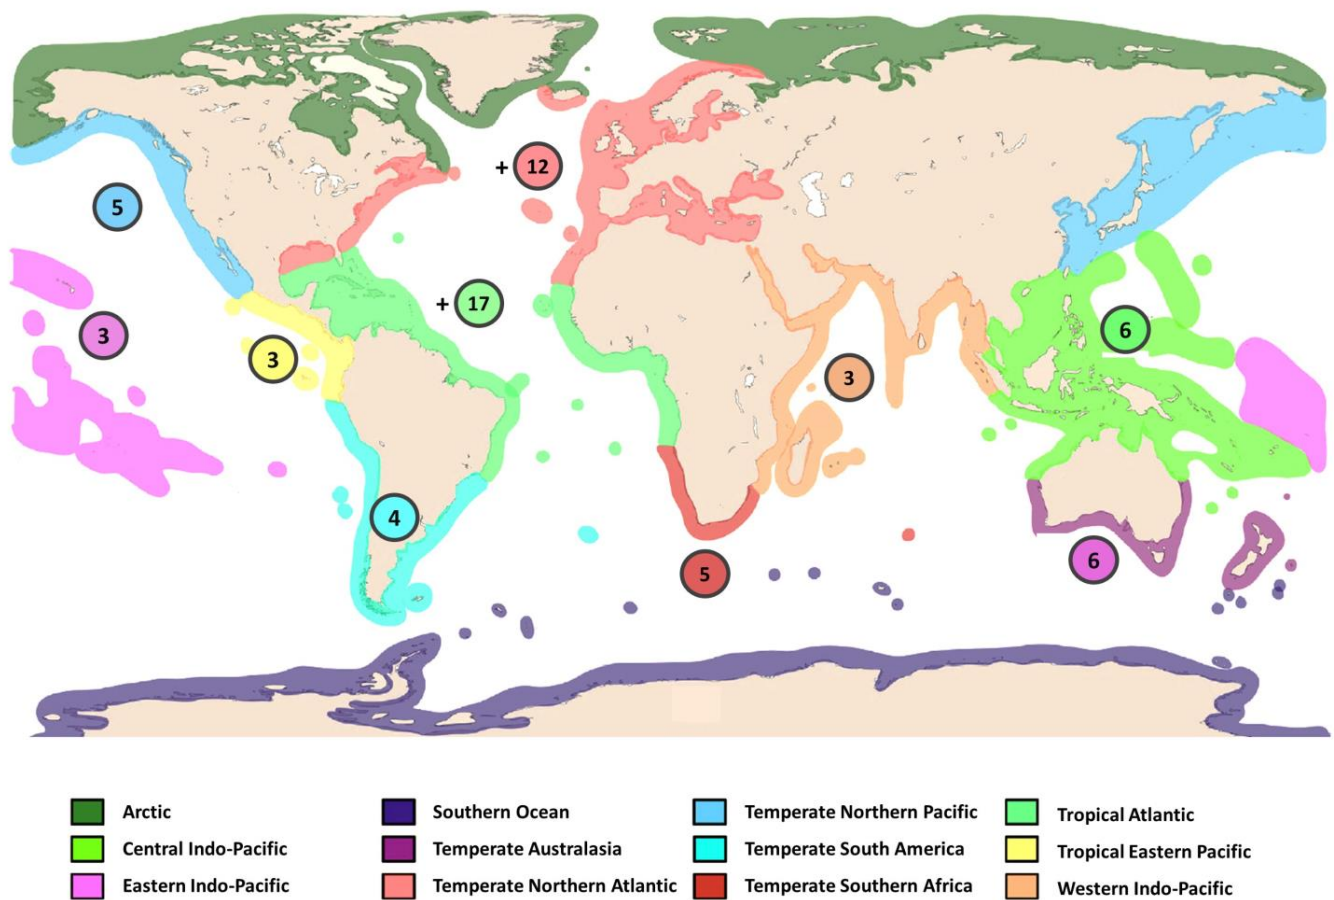 + 12
5
+ 17
3
3
6
3
4
5
6
Arctic
Southern Ocean
Temperate Northern Pacific
Tropical Atlantic
Central Indo-Pacific
Temperate Australasia
Temperate South America
Tropical Eastern Pacific
Eastern Indo-Pacific
Temperate Northern Atlantic
Temperate Southern Africa
Western Indo-Pacific